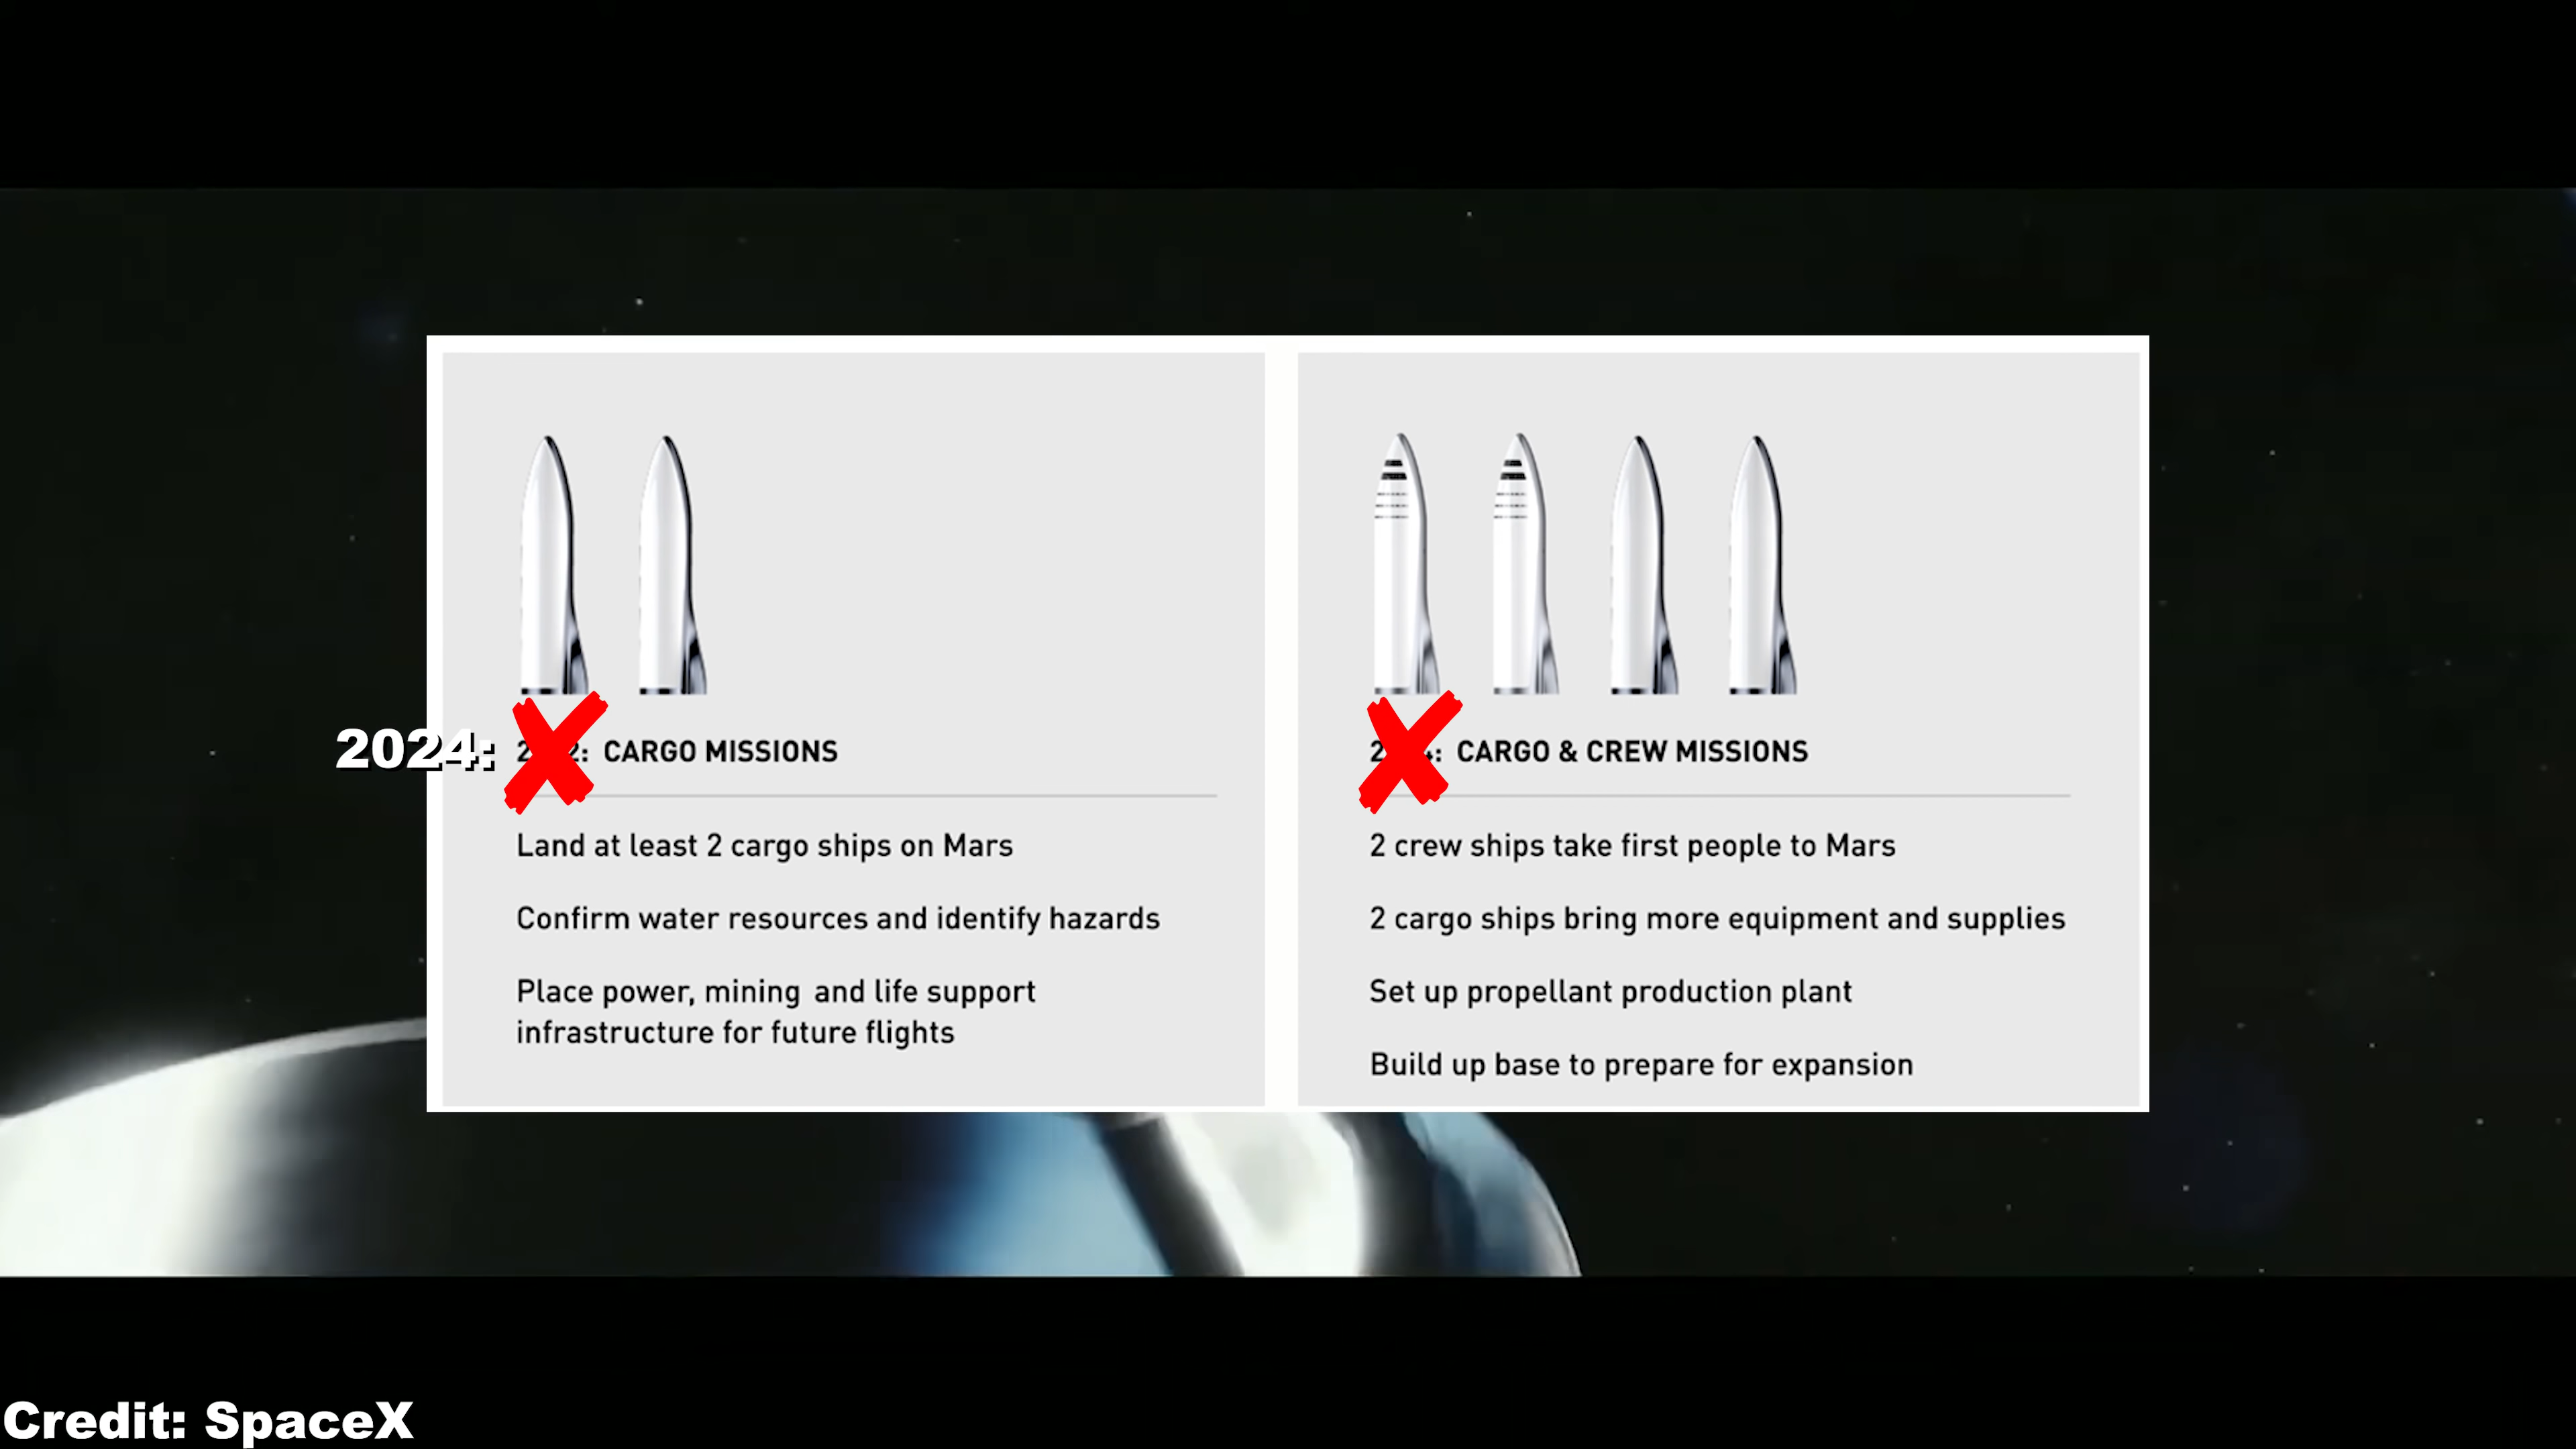 2024:
CARGO MISSIONS
Land at least 2 cargo ships on Mars
Confirm water resources and identify hazards
Place power, mining and life support
infrastructure for future flights
CARGO & CREW MISSIONS
2 crew ships take first people to Mars
2 cargo ships bring more equipment and supplies
Set up propellant production plant
Build up base to prepare for expansion
Credit: SpaceX